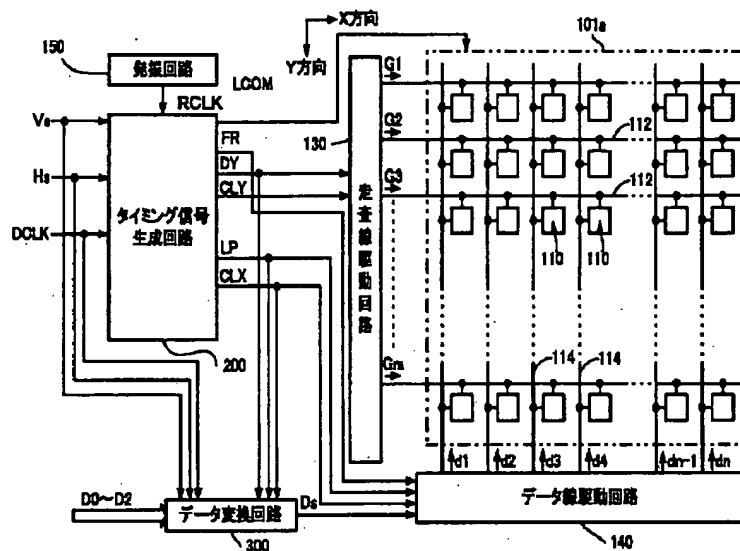 X方向
Y方向
101a
150
発振回路
LCOM
RCLK
G1
Vs
FR
130
G2
112
DY
Hs
G3
112
CLY
タイミング信号
生成回路
走査線駆動回路
DCLK
LP
110
110
CLX
200
Gm
114
114
d1
d2
d3
d4
dn-1
dn
D0~D2
データ変換回路
Ds
データ線駆動回路
300
140